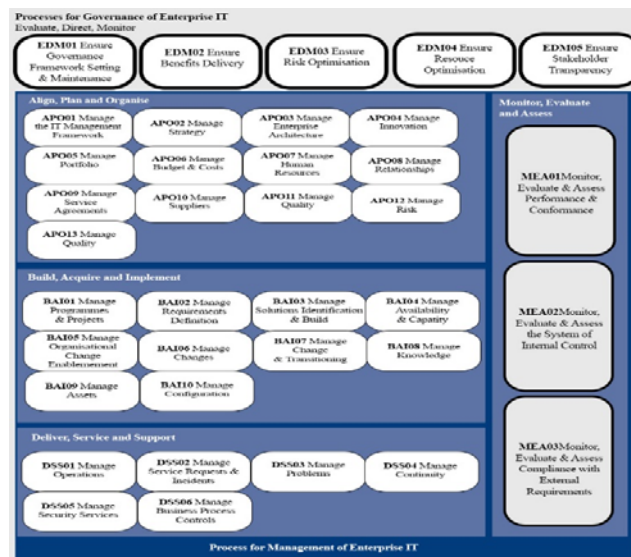 Processes for Governance of Enterprise IT
Evaluate, Direct, Monitor
EDM01 Ensure
Governance
Framework Setting
& Maintenance
EDM02 Ensure
Benefits Delivery
EDM03 Ensure
Risk Optimisation
EDM04 Ensure
Resouce
Optimisation
EDM05 Ensure
Stakeholder
Transparency
Align, Plan and Organise
APO01 Manage
the IT Management
Framework
APO02 Manage
Strategy
APO03 Manage
Enterprise
Architecture
APO04 Manage
Innovation
APO05 Manage
Portfolio
APO06 Manage
Budget & Costs
APO07 Manage
Human
Resources
APO08 Manage
Relationships
APO09 Manage
Service
Agreements
APO10 Manage
Suppliers
APO11 Manage
Quality
APO12 Manage
Risk
APO13 Manage
Quality
Build, Acquire and Implement
BAI01 Manage
Programmes
& Projects
BAI02 Manage
Requirements
Definition
BAI03 Manage
Solutions Identification
& Build
BAI04 Manage
Availability
& Capatity
BAI05 Manage
Organisational
Change
Enablemement
BAI06 Manage
Changes
BAI07 Manage
Change
& Transitioning
BAI08 Manage
Knowledge
BAI09 Manage
Assets
BAI10 Manage
Configuration
Deliver, Service and Support
DSS01 Manage
Operations
DSS02 Manage
Service Requests &
Incidents
DSS03 Manage
Problems
DSS04 Manage
Continuity
DSS05 Manage
Security Services
DSS06 Manage
Business Process
Controls
Monitor, Evaluate
and Assess
MEA01Monitor,
Evaluate & Assess
Performance &
Conformance
MEA02Monitor,
Evaluate & Assess
the System of
Internal Control
MEA03Monitor,
Evaluate & Assess
Compliance with
External
Requirements
Process for Management of Enterprise IT